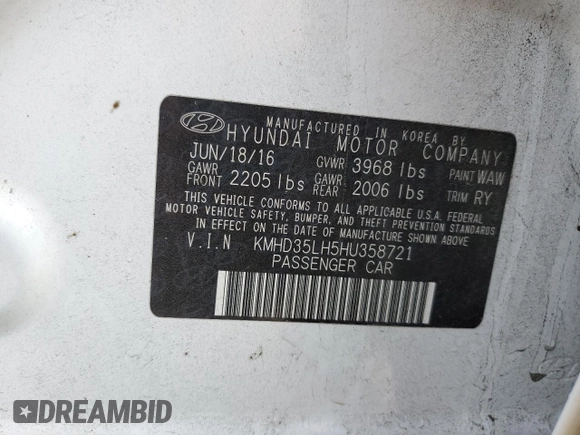 MANUFACTURED IN KOREA BY
HYUNDAI MOTOR COMPANY
JUN/18/16 GVWR 3968 lbs PAINT WAW
GAWR FRONT 2205 lbs GAWR REAR 2006 lbs TRIM RY
THIS VEHICLE CONFORMS TO ALL APPLICABLE U.S.A. FEDERAL
MOTOR VEHICLE SAFETY, BUMPER, AND THEFT PREVENTION STANDARDS
IN EFFECT ON THE DATE OF MANUFACTURE SHOWN ABOVE
V.I.N KMHD35LH5HU358721
PASSENGER CAR
DREAMBID